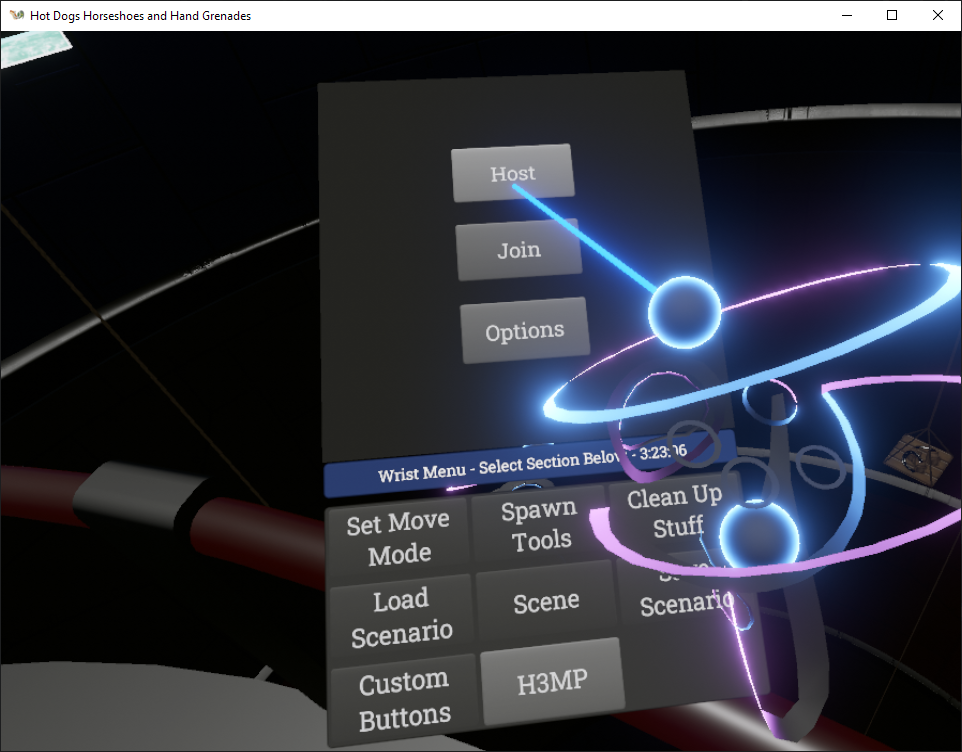 Hot Dogs Horseshoes and Hand Grenades
Host
Join
Options
Wrist Menu - Select Section Below - 3:23:06
Set Move
Mode
Spawn
Tools
Clean Up
Stuff
Load
Scenario
Scene
Scenario
Custom
Buttons
H3MP